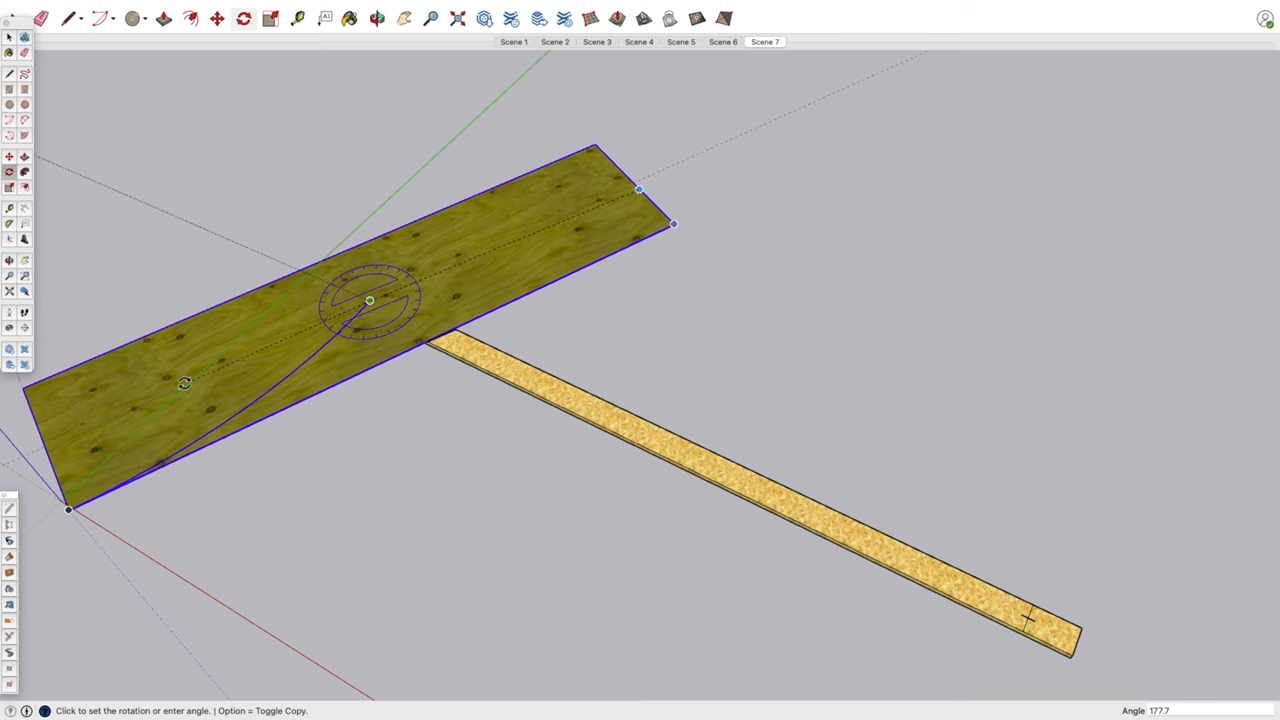 Scene 1 Scene 2 Scene 3 Scene 4 Scene 5 Scene 6 Scene 7
Click to set the rotation or enter angle. | Option = Toggle Copy. Angle 177.7